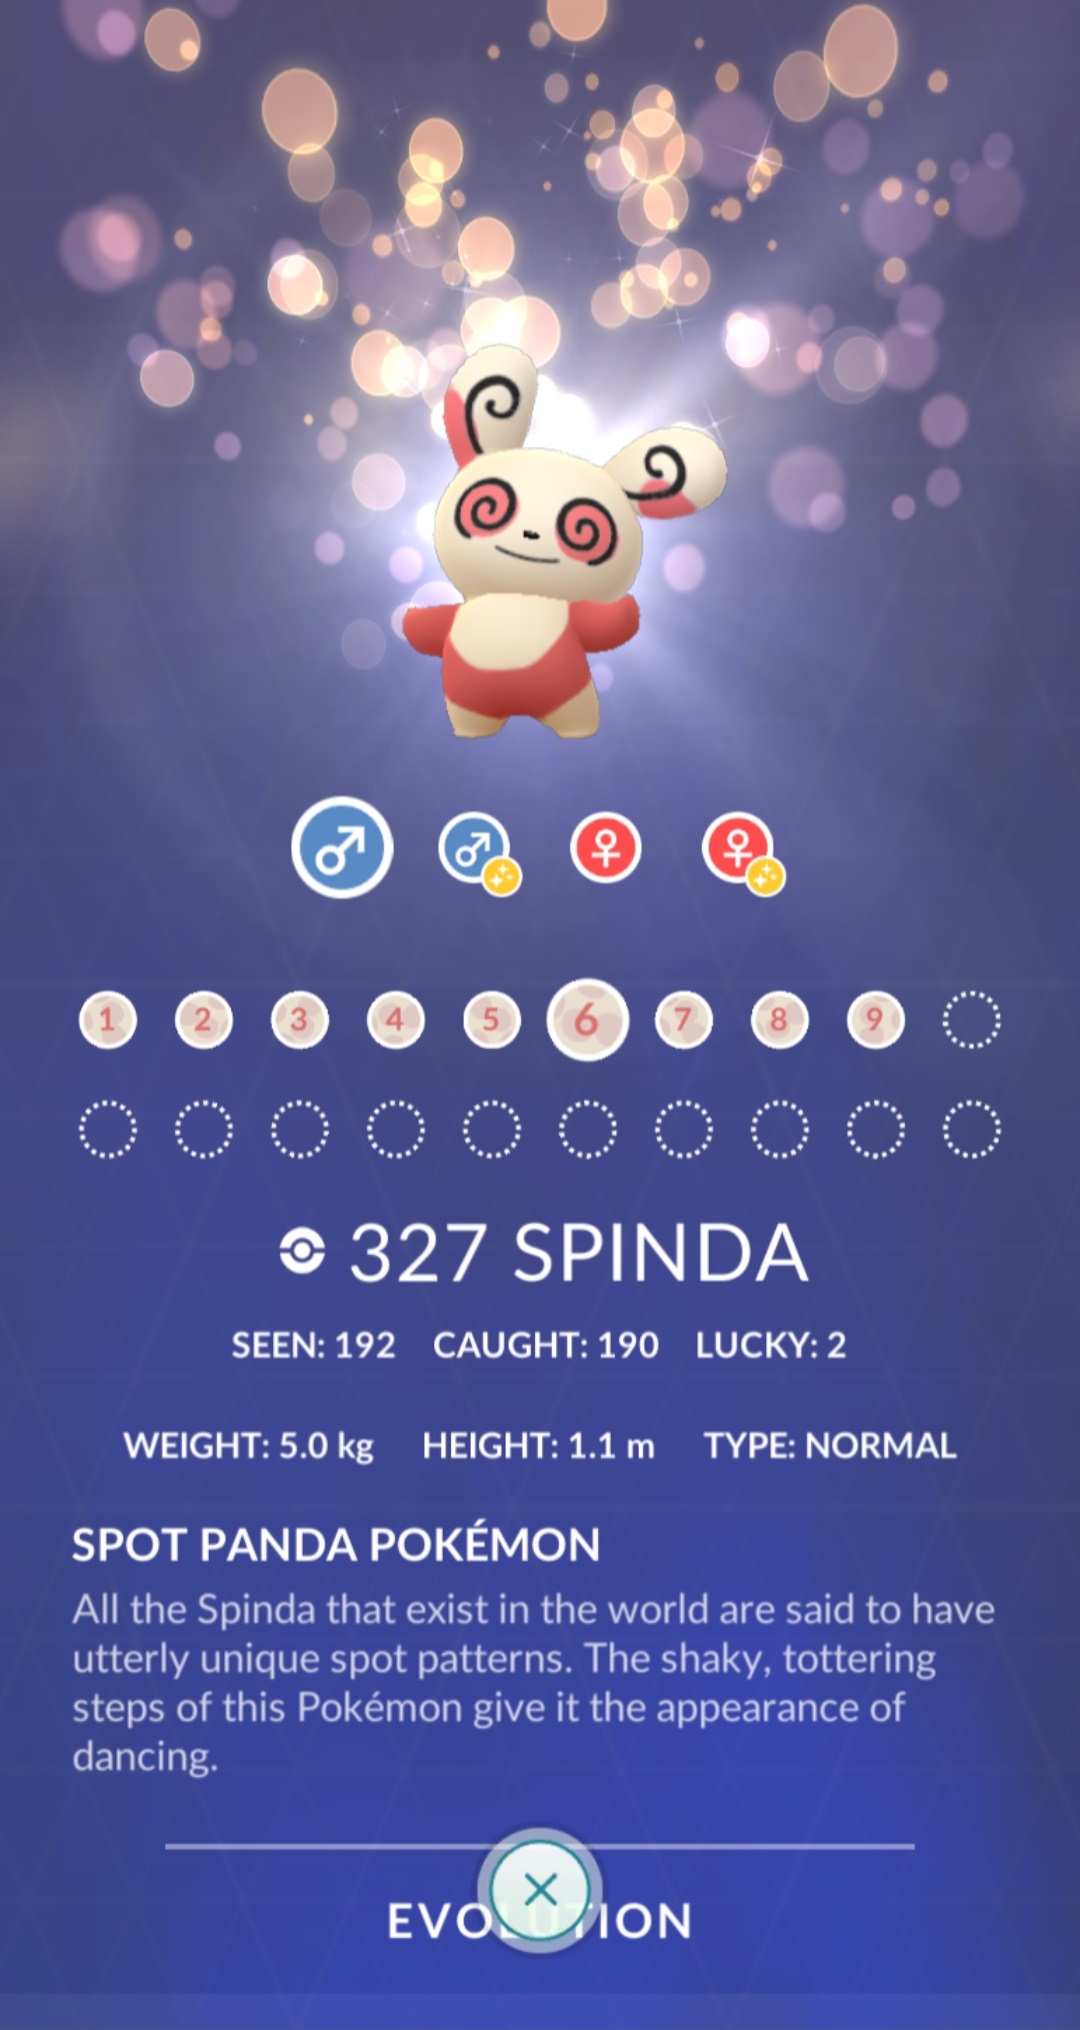 1 2 3 4 5 6 7 8 9
327 SPINDA
SEEN: 192 CAUGHT: 190 LUCKY: 2
WEIGHT: 5.0 kg HEIGHT: 1.1 m TYPE: NORMAL
SPOT PANDA POKÉMON
All the Spinda that exist in the world are said to have
utterly unique spot patterns. The shaky, tottering
steps of this Pokémon give it the appearance of
dancing.
EVOLUTION